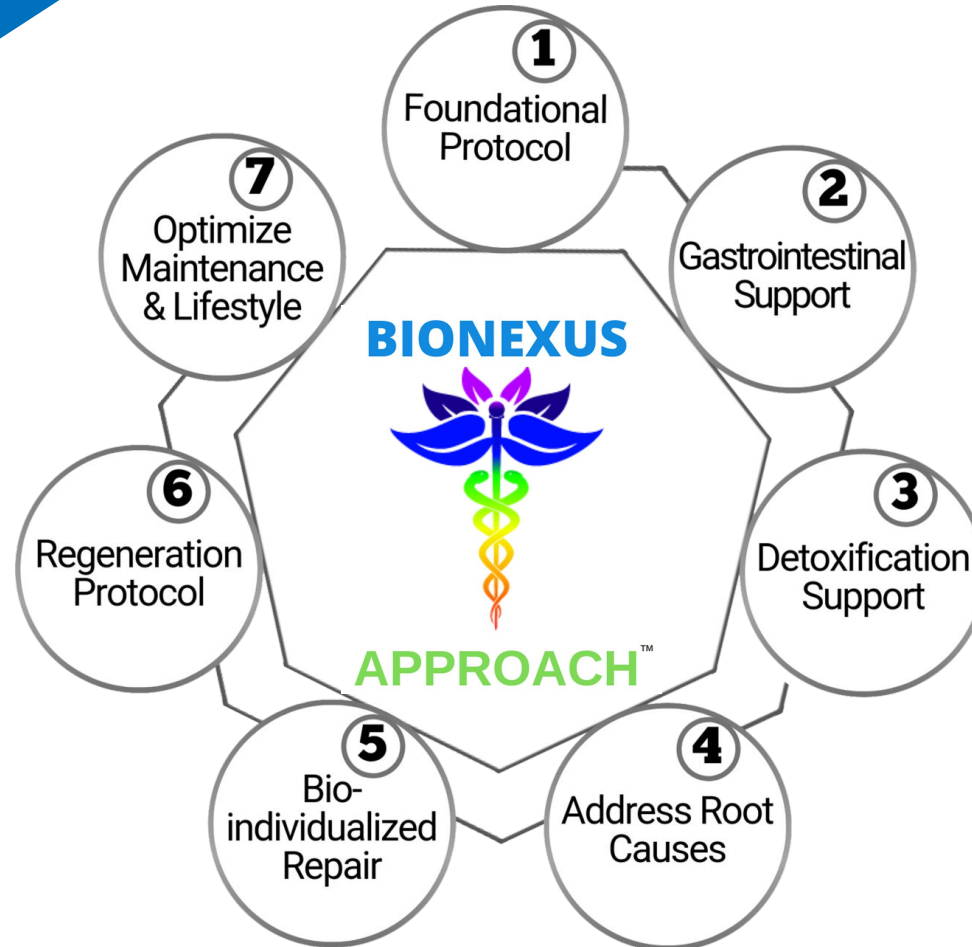 1
Foundational
Protocol
2
Gastrointestinal
Support
3
Detoxification
Support
4
Address Root
Causes
5
Bio-
individualized
Repair
6
Regeneration
Protocol
7
Optimize
Maintenance
& Lifestyle
BIONEXUS
APPROACH™